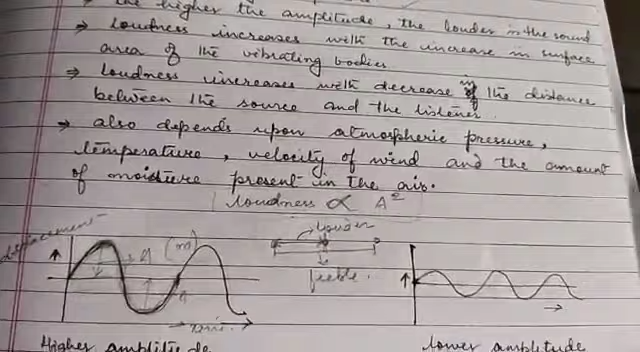 the higher the amplitude, the louder is the sound
→ loudness increases with the increase in surface
area of the vibrating bodies
⇒ loudness increases with decrease in the distance
between the source and the listener.
→ also depends upon atmospheric pressure,
temperature, velocity of wind and the amount
of moisture present in the air.
loudness ∝ A²
displacement
A
(m)
A
Time
louder
feeble.
Higher amplitude
lower amplitude